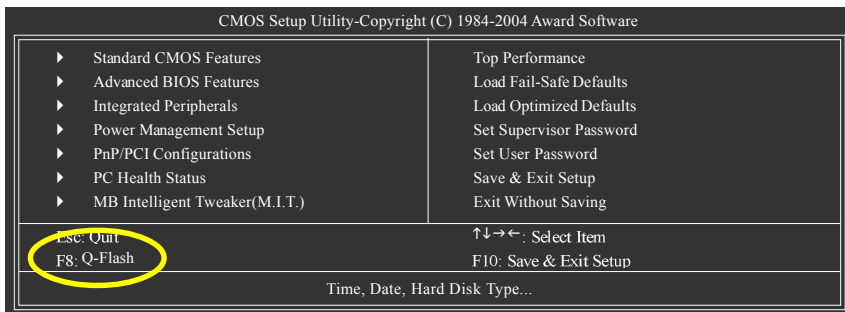 CMOS Setup Utility-Copyright (C) 1984-2004 Award Software
Standard CMOS Features
Advanced BIOS Features
Integrated Peripherals
Power Management Setup
PnP/PCI Configurations
PC Health Status
MB Intelligent Tweaker(M.I.T.)
Top Performance
Load Fail-Safe Defaults
Load Optimized Defaults
Set Supervisor Password
Set User Password
Save & Exit Setup
Exit Without Saving
Esc: Quit
F8: Q-Flash
↑↓→←: Select Item
F10: Save & Exit Setup
Time, Date, Hard Disk Type...